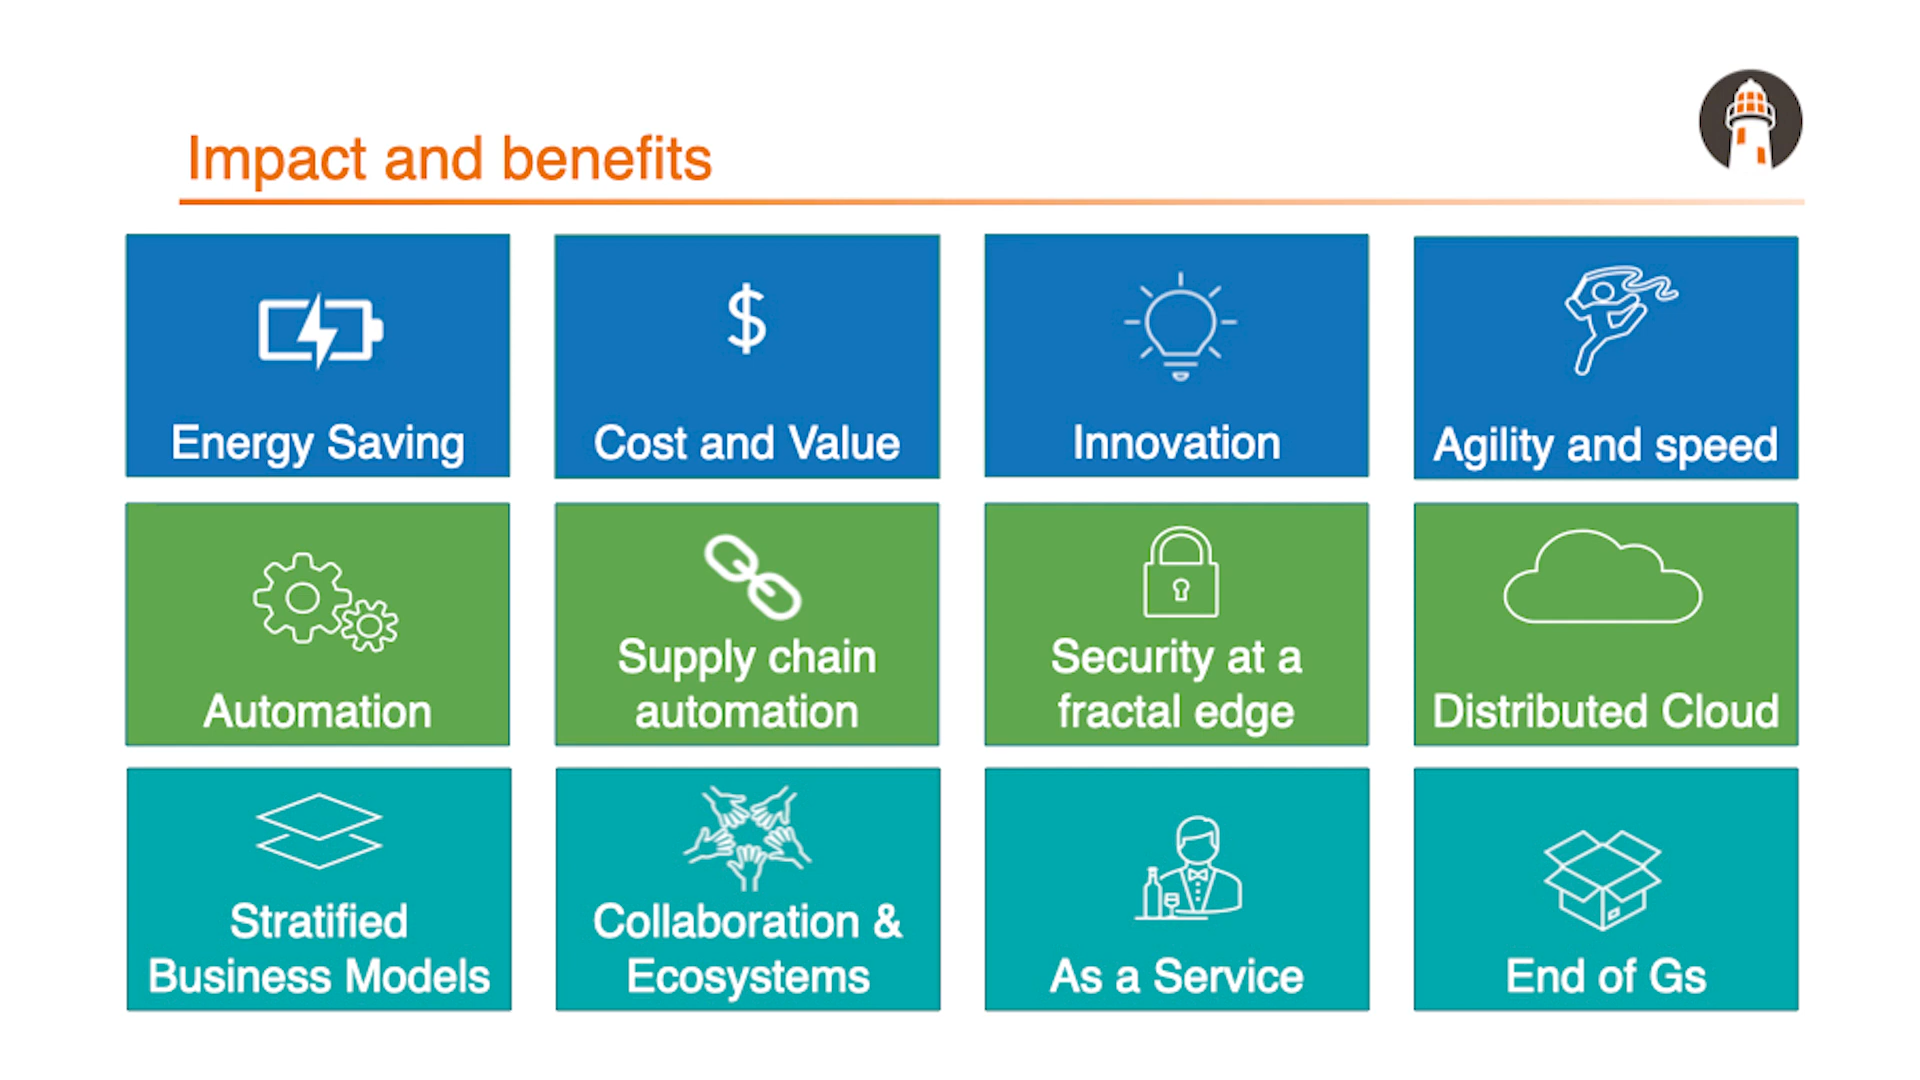 Impact and benefits
$
Energy Saving
Cost and Value
Innovation
Agility and speed
Automation
Supply chain
automation
Security at a
fractal edge
Distributed Cloud
Stratified
Business Models
Collaboration &
Ecosystems
As a Service
End of Gs